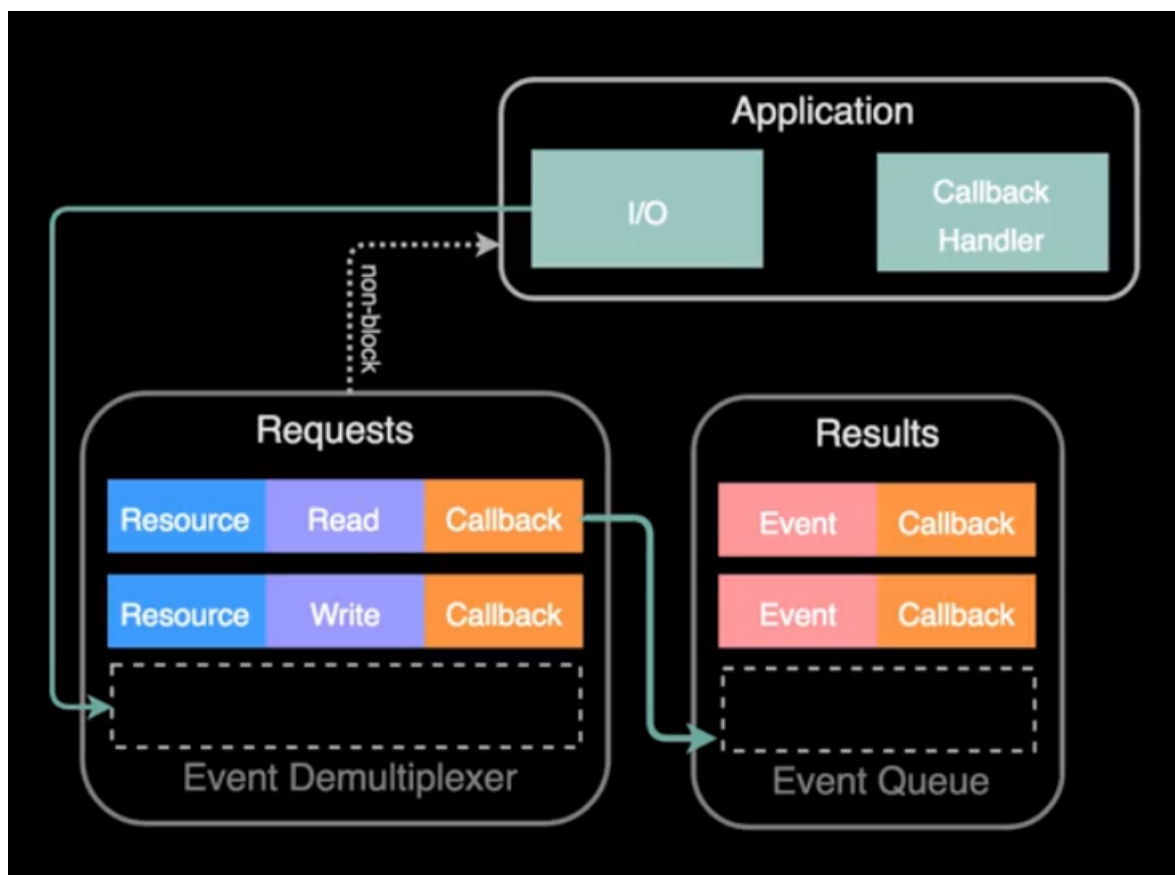 Application
I/O
Callback
Handler
non-block
Requests
Resource Read Callback
Resource Write Callback
Event Demultiplexer
Results
Event Callback
Event Callback
Event Queue